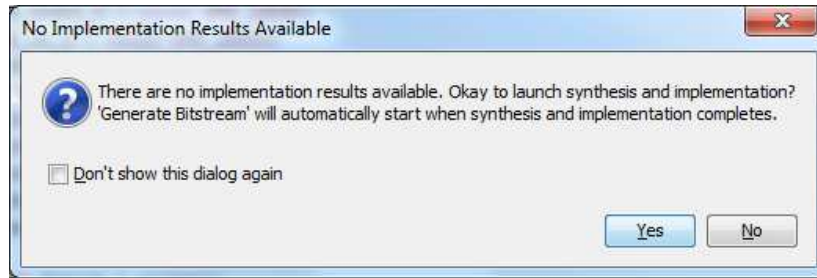 No Implementation Results Available
There are no implementation results available. Okay to launch synthesis and implementation?
'Generate Bitstream' will automatically start when synthesis and implementation completes.
Don't show this dialog again
Yes No